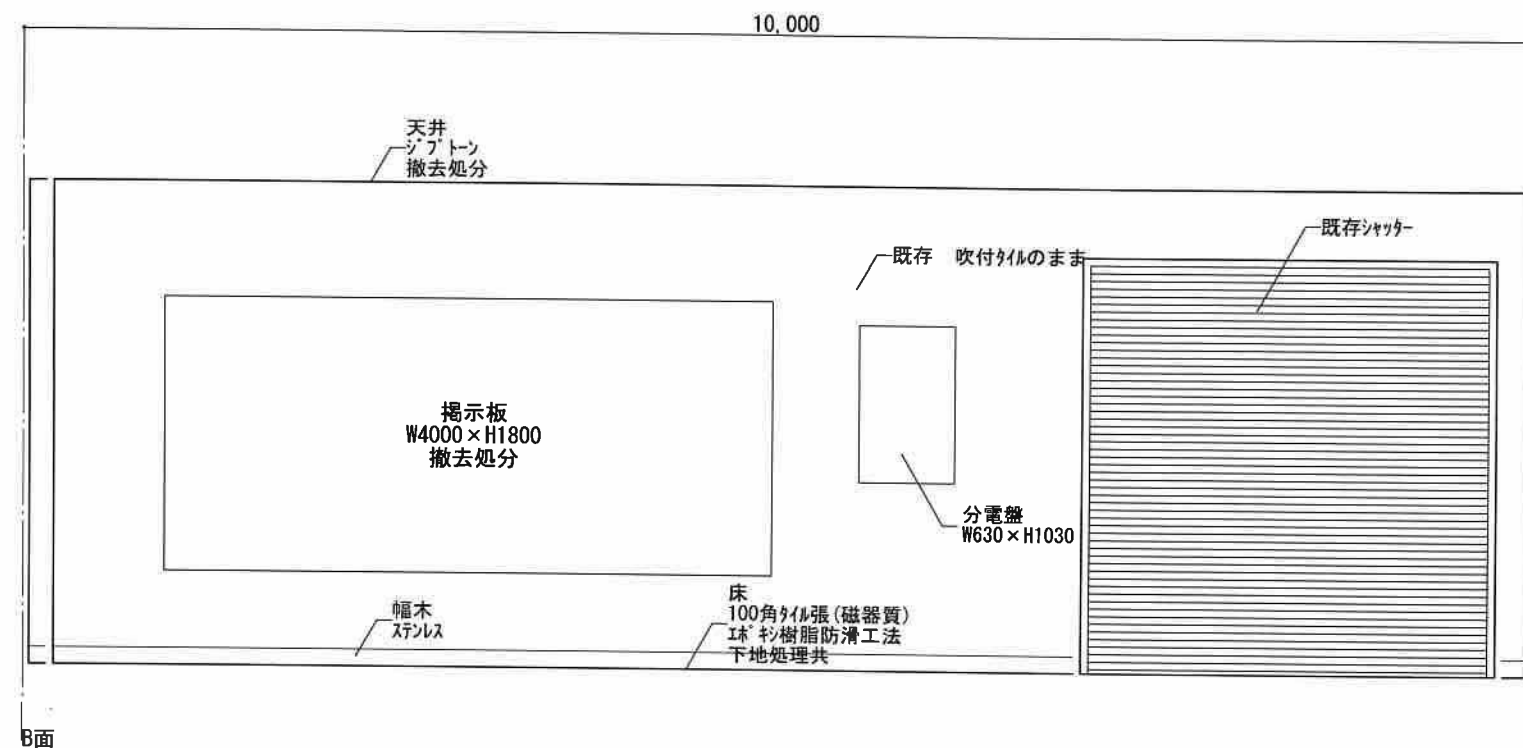 10,000
天井
ｼﾞﾌﾟﾄｰﾝ
撤去処分
既存シャッター
既存　吹付ﾀｲﾙのまま
掲示板
W4000×H1800
撤去処分
分電盤
W630×H1030
床
100角ﾀｲﾙ張(磁器質)
ｴﾎﾟｷｼ樹脂防滑工法
下地処理共
幅木
ｽﾃﾝﾚｽ
B面